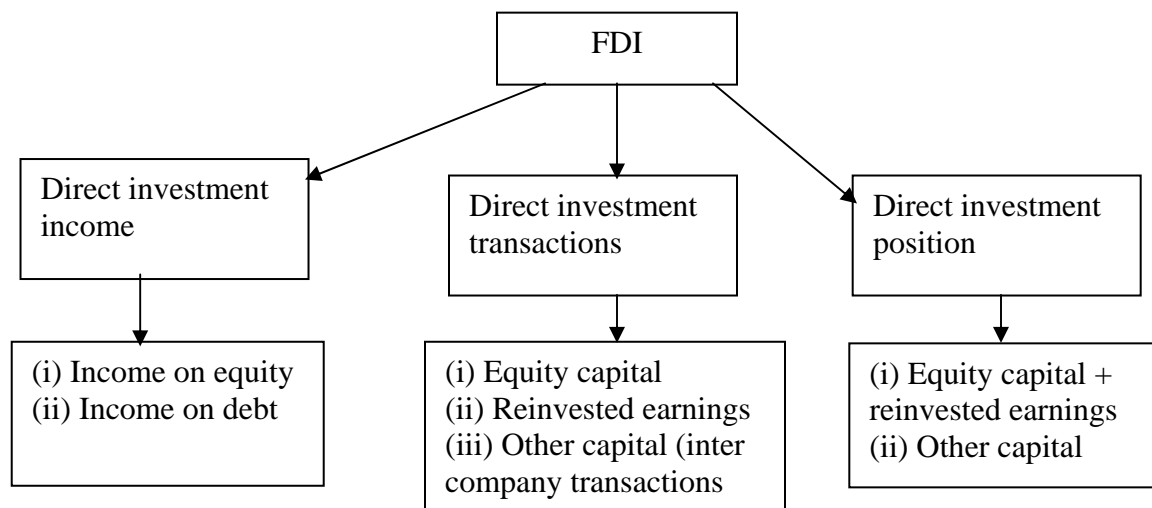 FDI
Direct investment
income
Direct investment
transactions
Direct investment
position
(i) Income on equity
(ii) Income on debt
(i) Equity capital
(ii) Reinvested earnings
(iii) Other capital (inter
company transactions
(i) Equity capital +
reinvested earnings
(ii) Other capital